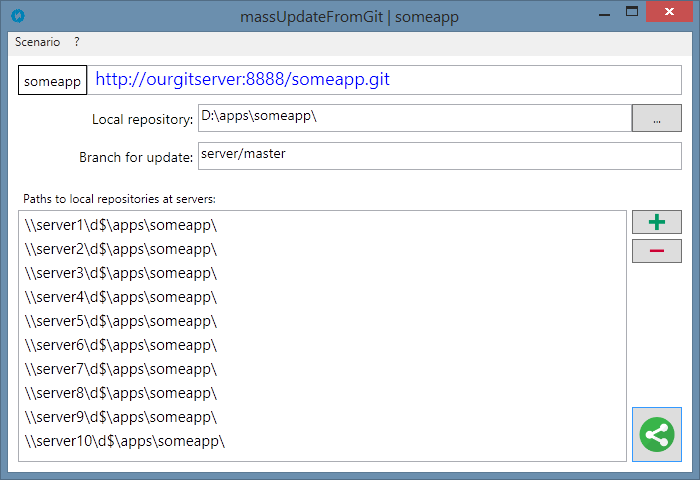 massUpdateFromGit | someapp
Scenario ?
someapp http://ourgitserver:8888/someapp.git
Local repository: D:\apps\someapp\ ...
Branch for update: server/master
Paths to local repositories at servers:
\\server1\d$\apps\someapp\
\\server2\d$\apps\someapp\
\\server3\d$\apps\someapp\
\\server4\d$\apps\someapp\
\\server5\d$\apps\someapp\
\\server6\d$\apps\someapp\
\\server7\d$\apps\someapp\
\\server8\d$\apps\someapp\
\\server9\d$\apps\someapp\
\\server10\d$\apps\someapp\